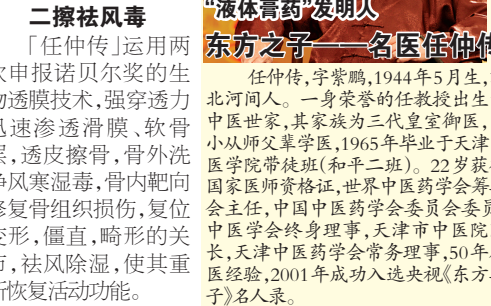 二擦祛风毒
「任仲传」运用两
次申报诺贝尔奖的生
物透膜技术,强穿透力
迅速渗透滑膜、软骨
层,透皮擦骨,骨外洗
净风寒湿毒,骨内靶向
修复骨组织损伤,复位
变形,僵直,畸形的关
节,祛风除湿,使其重
新恢复活动功能。
“液体膏药”发明人
东方之子——名医任仲传
任仲传,字紫鹏,1944年5月生,
北河间人。一身荣誉的任教授出生
中医世家,其家族为三代皇室御医,
小从师父辈学医,1965年毕业于天津
医学院带徒班(和平二班)。22岁获
国家医师资格证,世界中医药学会筹
会主任,中国中医药学会委员会委员
中医学会终身理事,天津市中医院
长,天津中医药学会常务理事,50年
医经验,2001年成功入选央视《东方
子》名人录。